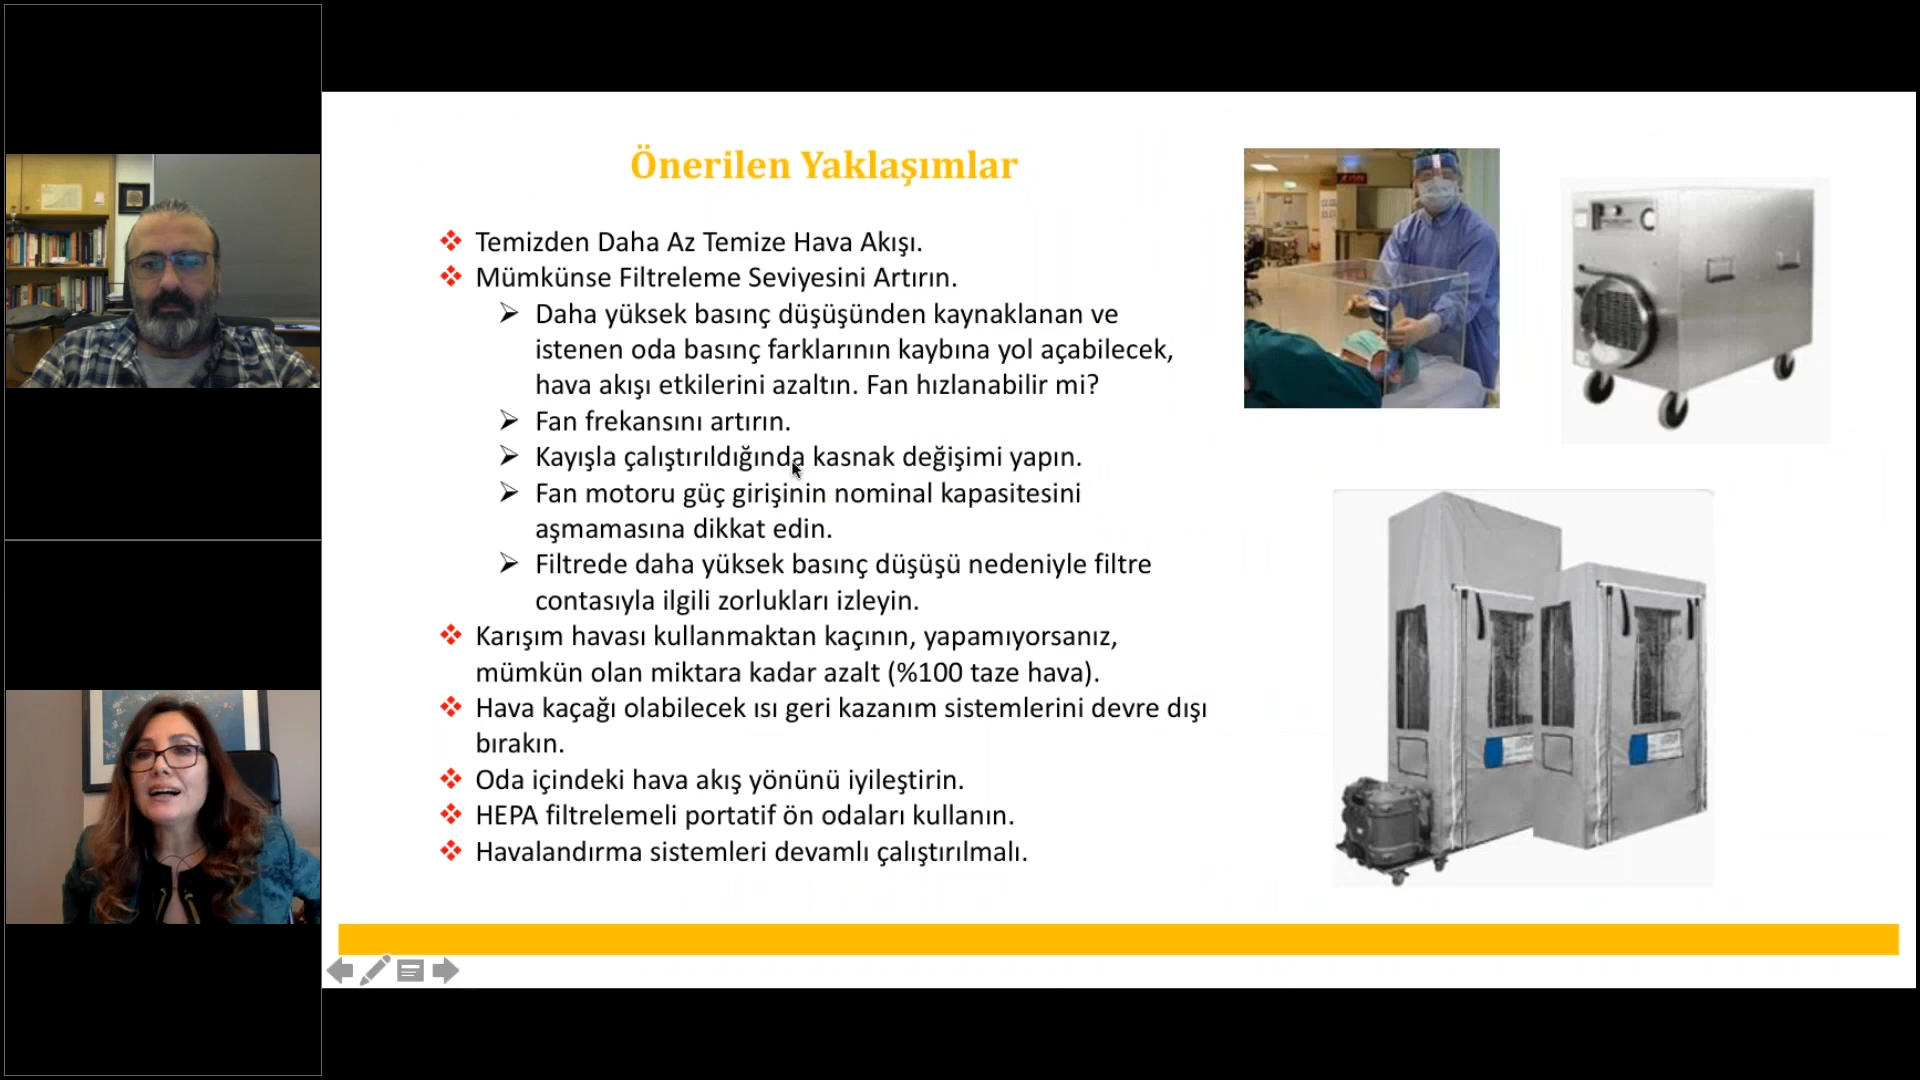 Önerilen Yaklaşımlar
Temizden Daha Az Temize Hava Akışı.
Mümkünse Filtreleme Seviyesini Artırın.
Daha yüksek basınç düşüşünden kaynaklanan ve
istenen oda basınç farklarının kaybına yol açabilecek,
hava akışı etkilerini azaltın. Fan hızlanabilir mi?
Fan frekansını artırın.
Kayışla çalıştırıldığında kasnak değişimi yapın.
Fan motoru güç girişinin nominal kapasitesini
aşmamasına dikkat edin.
Filtrede daha yüksek basınç düşüşü nedeniyle filtre
contasıyla ilgili zorlukları izleyin.
Karışım havası kullanmaktan kaçının, yapamıyorsanız,
mümkün olan miktara kadar azalt (%100 taze hava).
Hava kaçağı olabilecek ısı geri kazanım sistemlerini devre dışı
bırakın.
Oda içindeki hava akış yönünü iyileştirin.
HEPA filtrelemeli portatif ön odaları kullanın.
Havalandırma sistemleri devamlı çalıştırılmalı.